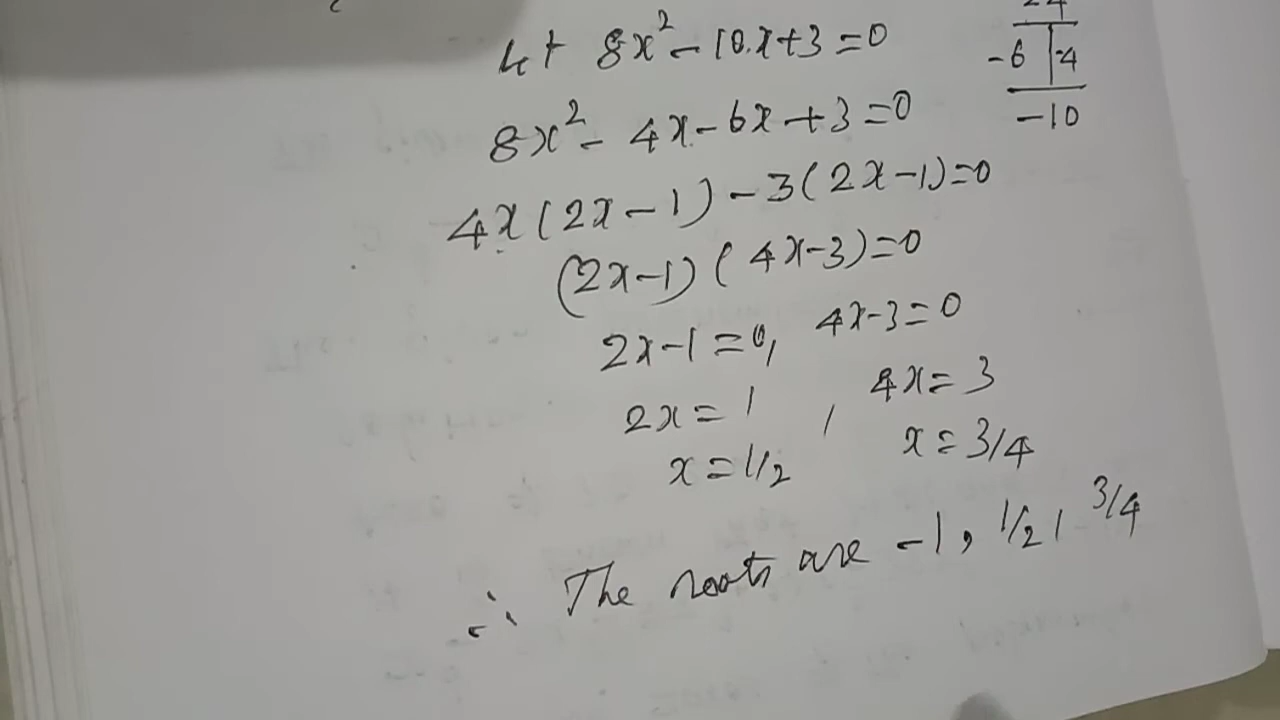 24
let 8x² - 10x + 3 = 0
-6 | -4
-10
8x² - 4x - 6x + 3 = 0
4x(2x - 1) - 3(2x - 1) = 0
(2x - 1)(4x - 3) = 0
2x - 1 = 0, 4x - 3 = 0
2x = 1, 4x = 3
x = 1/2 x = 3/4
∴ The roots are -1, 1/2, 3/4